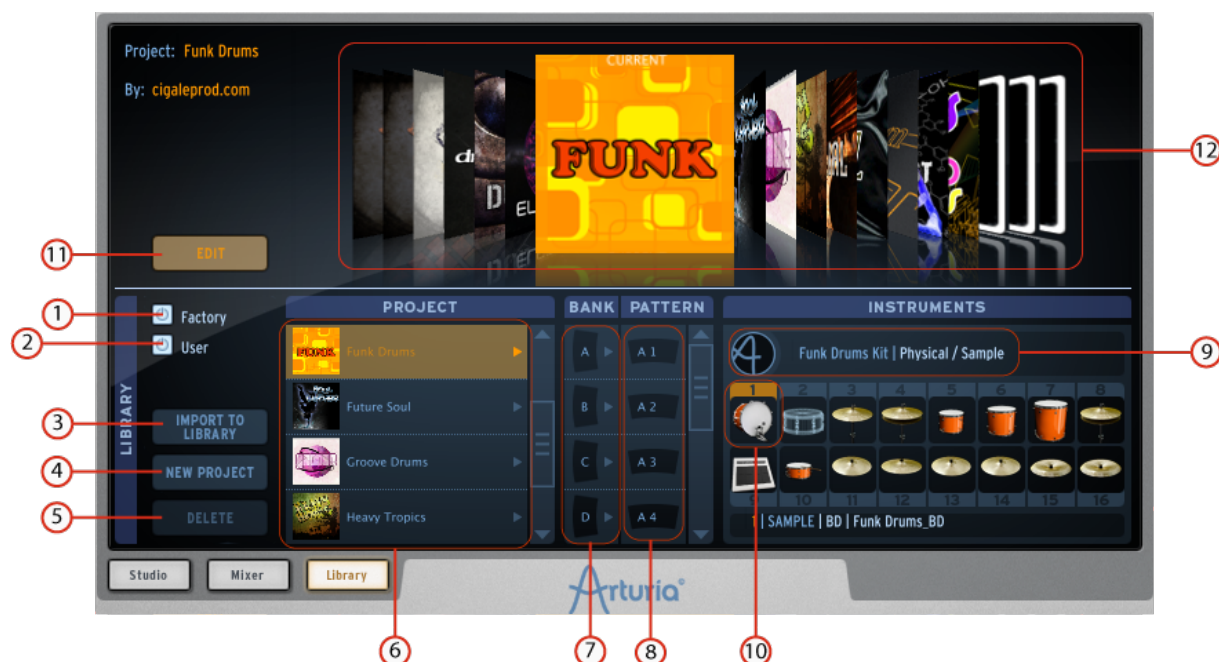 Project: Funk Drums
By: cigaleprod.com
CURRENT
FUNK
12
11
EDIT
1
Factory
2
User
LIBRARY
3
IMPORT TO
LIBRARY
4
NEW PROJECT
5
DELETE
PROJECT
FUNK
Funk Drums
Future Soul
Groove Drums
Heavy Tropics
BANK
A
B
C
D
PATTERN
A 1
A 2
A 3
A 4
INSTRUMENTS
Funk Drums Kit | Physical / Sample
9
1 2 3 4 5 6 7 8
9 10 11 12 13 14 15 16
1 | SAMPLE | BD | Funk Drums_BD
Studio
Mixer
Library
Arturia
6
7
8
10